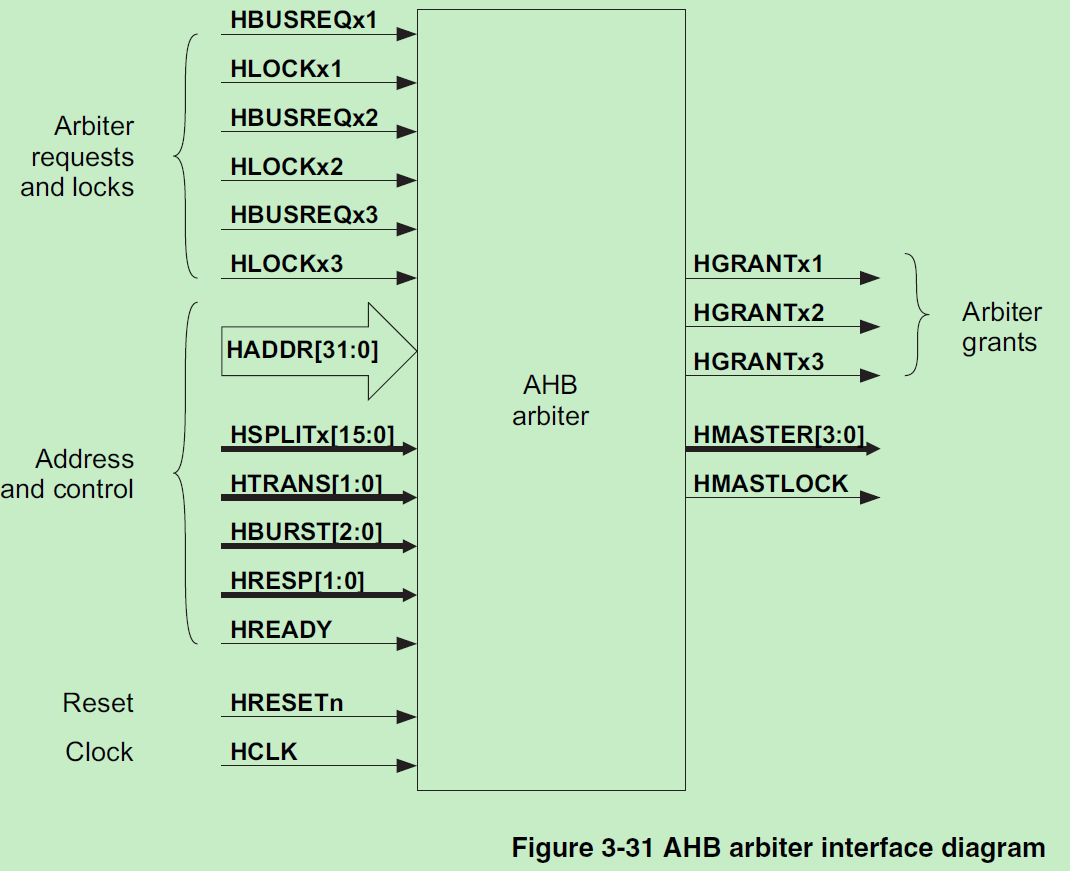 HBUSREQx1
HLOCKx1
HBUSREQx2
HLOCKx2
HBUSREQx3
HLOCKx3
Arbiter
requests
and locks
HADDR[31:0]
HSPLITx[15:0]
HTRANS[1:0]
HBURST[2:0]
HRESP[1:0]
HREADY
Address
and control
Reset
HRESETn
Clock
HCLK
AHB
arbiter
HGRANTx1
HGRANTx2
HGRANTx3
Arbiter
grants
HMASTER[3:0]
HMASTLOCK
Figure 3-31 AHB arbiter interface diagram